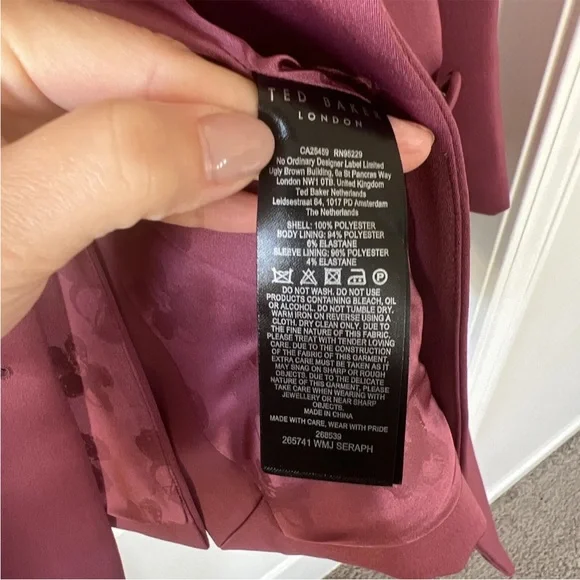 TED BAKER
LONDON
CA25459 RN95229
No Ordinary Designer Label Limited
Ugly Brown Building, 6a St Pancras Way
London NW1 0TB, United Kingdom
Ted Baker Netherlands
Leidsestraat 64, 1017 PD Amsterdam
The Netherlands
SHELL: 100% POLYESTER
BODY LINING: 94% POLYESTER
6% ELASTANE
SLEEVE LINING: 96% POLYESTER
4% ELASTANE
DO NOT WASH. DO NOT USE
PRODUCTS CONTAINING BLEACH, OIL
OR ALCOHOL. DO NOT TUMBLE DRY.
WARM IRON ON REVERSE USING A
CLOTH. DRY CLEAN ONLY. DUE TO
THE FINE NATURE OF THIS FABRIC,
PLEASE TREAT WITH TENDER LOVING
CARE. DUE TO THE CONSTRUCTION
OF THIS GARMENT,
EXTRA CARE MUST BE TAKEN AS IT
MAY SNAG ON SHARP OR ROUGH
OBJECTS. DUE TO THE DELICATE
NATURE OF THIS GARMENT, PLEASE
TAKE CARE WHEN WEARING WITH
JEWELLERY OR NEAR SHARP
OBJECTS.
MADE IN CHINA
MADE WITH CARE, WEAR WITH PRIDE
268539
265741 WMJ SERAPH